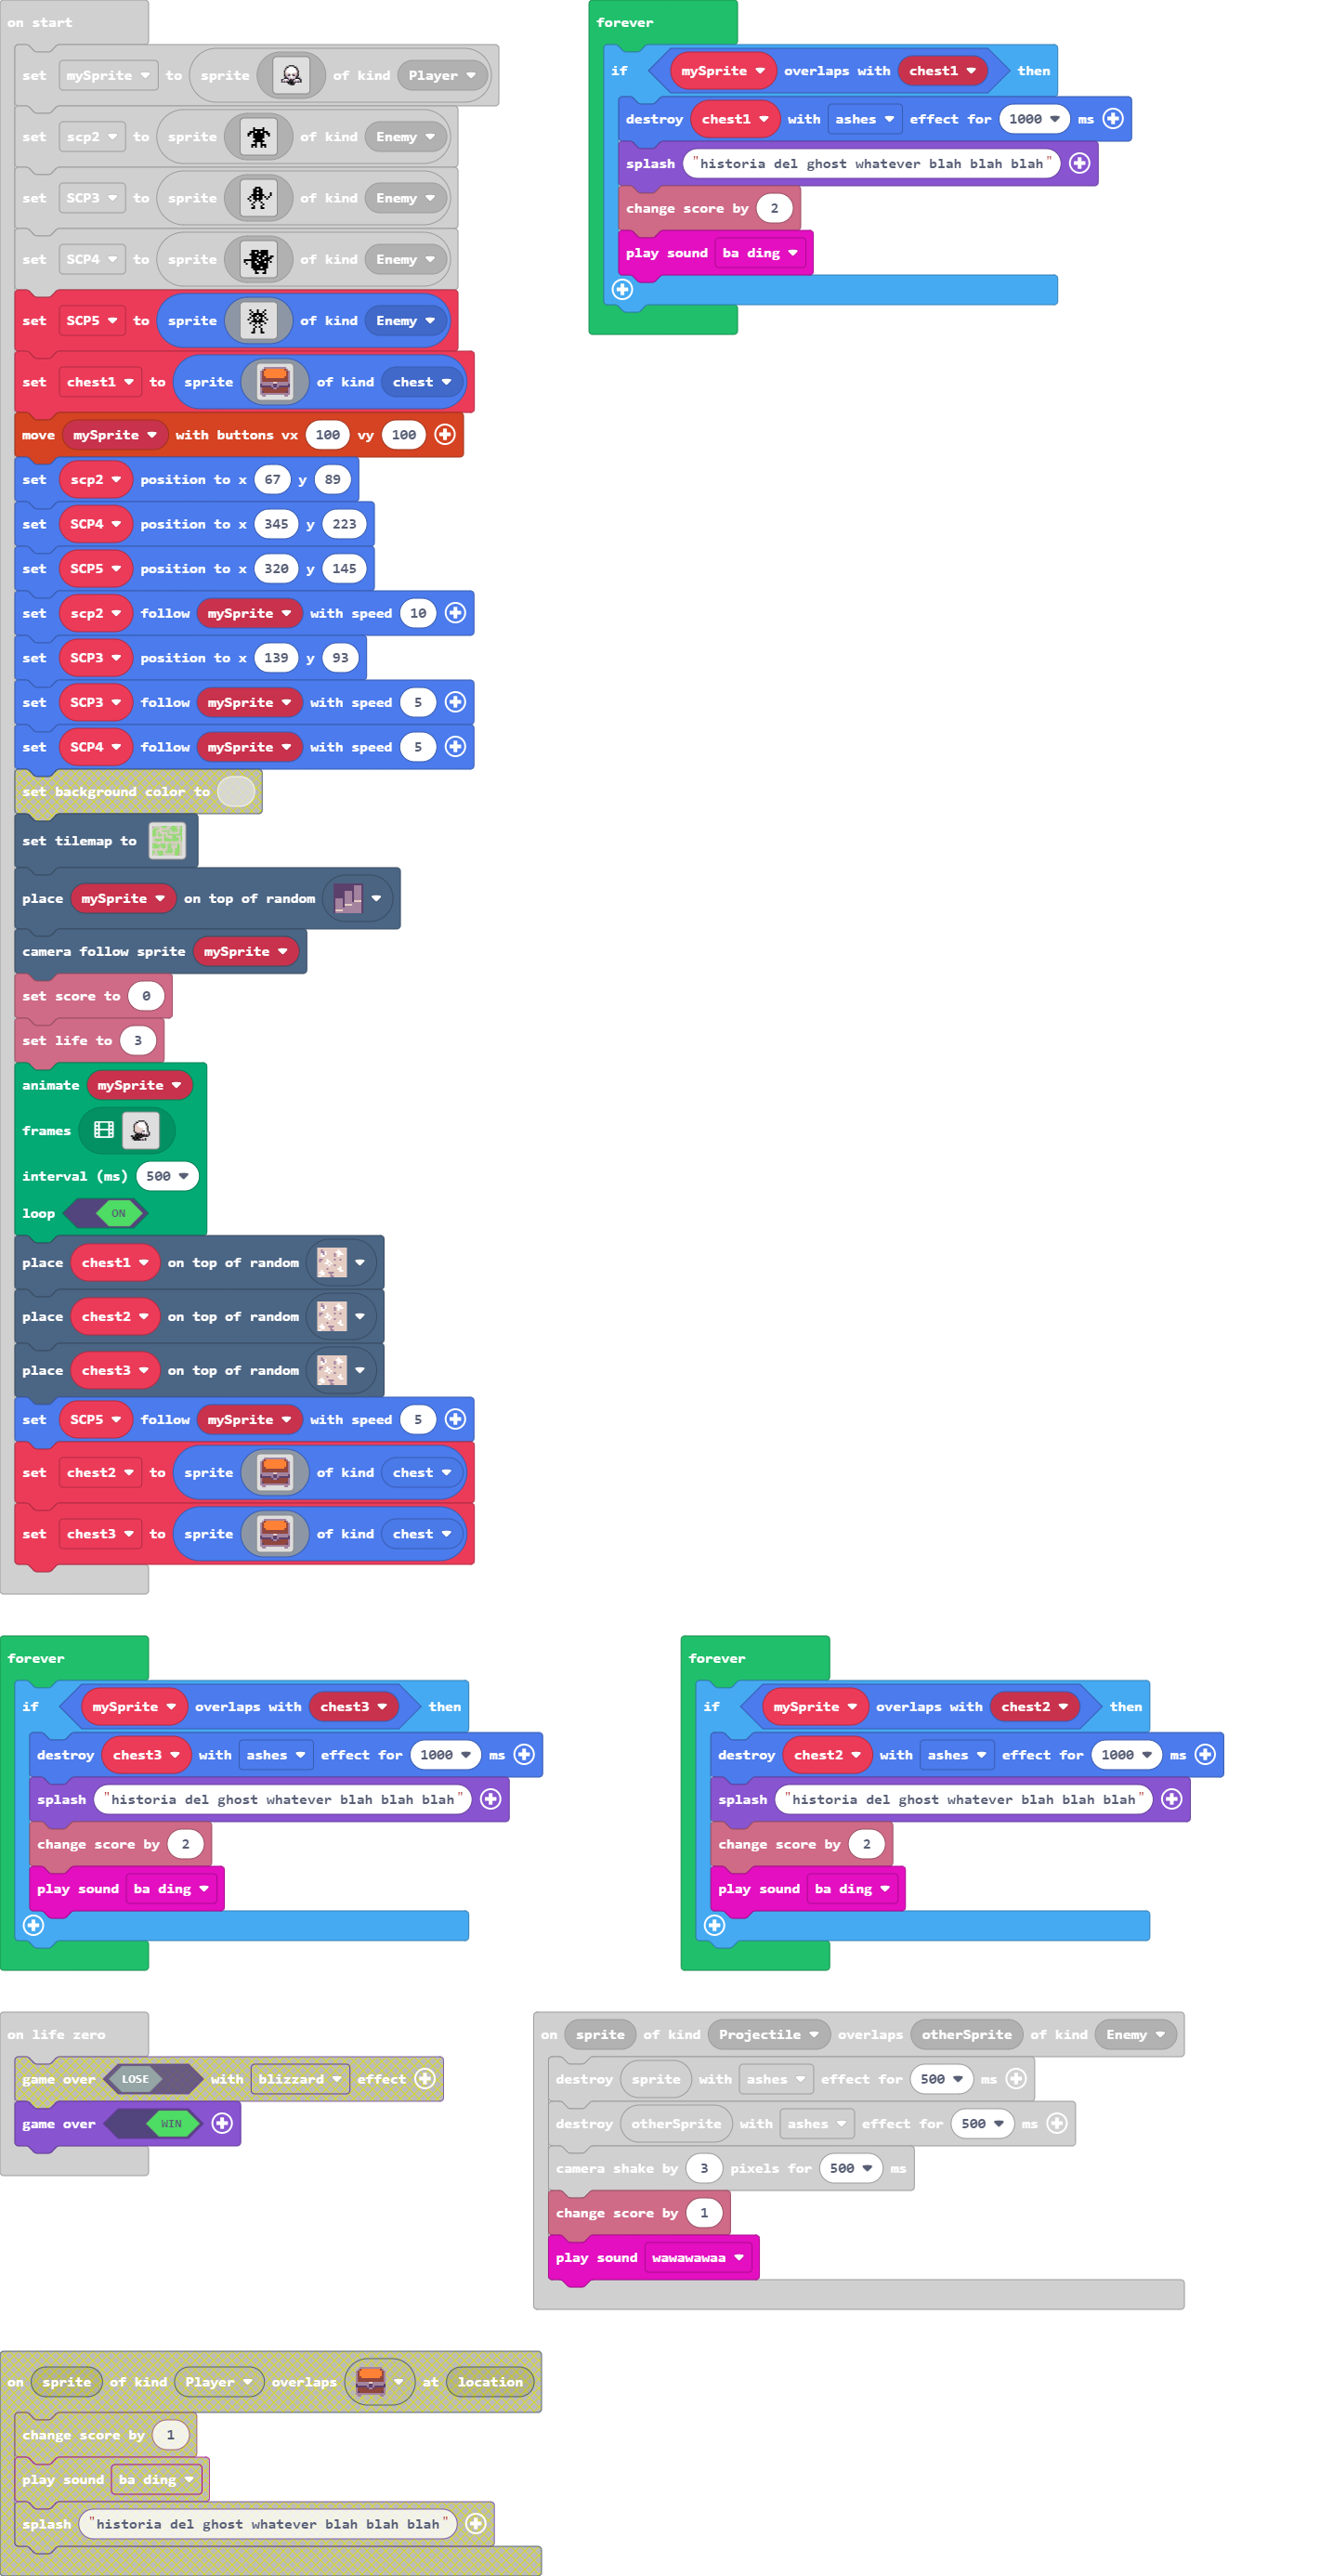 on start
set mySprite to sprite of kind Player
set scp2 to sprite of kind Enemy
set SCP3 to sprite of kind Enemy
set SCP4 to sprite of kind Enemy
set SCP5 to sprite of kind Enemy
set chest1 to sprite of kind chest
move mySprite with buttons vx 100 vy 100
set scp2 position to x 67 y 89
set SCP4 position to x 345 y 223
set SCP5 position to x 320 y 145
set scp2 follow mySprite with speed 10
set SCP3 position to x 139 y 93
set SCP3 follow mySprite with speed 5
set SCP4 follow mySprite with speed 5
set background color to
set tilemap to
place mySprite on top of random
camera follow sprite mySprite
set score to 0
set life to 3
animate mySprite
frames
interval (ms) 500
loop ON
place chest1 on top of random
place chest2 on top of random
place chest3 on top of random
set SCP5 follow mySprite with speed 5
set chest2 to sprite of kind chest
set chest3 to sprite of kind chest
forever
if mySprite overlaps with chest1 then
destroy chest1 with ashes effect for 1000 ms
splash "historia del ghost whatever blah blah blah"
change score by 2
play sound ba ding
forever
if mySprite overlaps with chest3 then
destroy chest3 with ashes effect for 1000 ms
splash "historia del ghost whatever blah blah blah"
change score by 2
play sound ba ding
forever
if mySprite overlaps with chest2 then
destroy chest2 with ashes effect for 1000 ms
splash "historia del ghost whatever blah blah blah"
change score by 2
play sound ba ding
on life zero
game over LOSE with blizzard effect
game over WIN
on sprite of kind Projectile overlaps otherSprite of kind Enemy
destroy sprite with ashes effect for 500 ms
destroy otherSprite with ashes effect for 500 ms
camera shake by 3 pixels for 500 ms
change score by 1
play sound wawawawaa
on sprite of kind Player overlaps at location
change score by 1
play sound ba ding
splash "historia del ghost whatever blah blah blah"